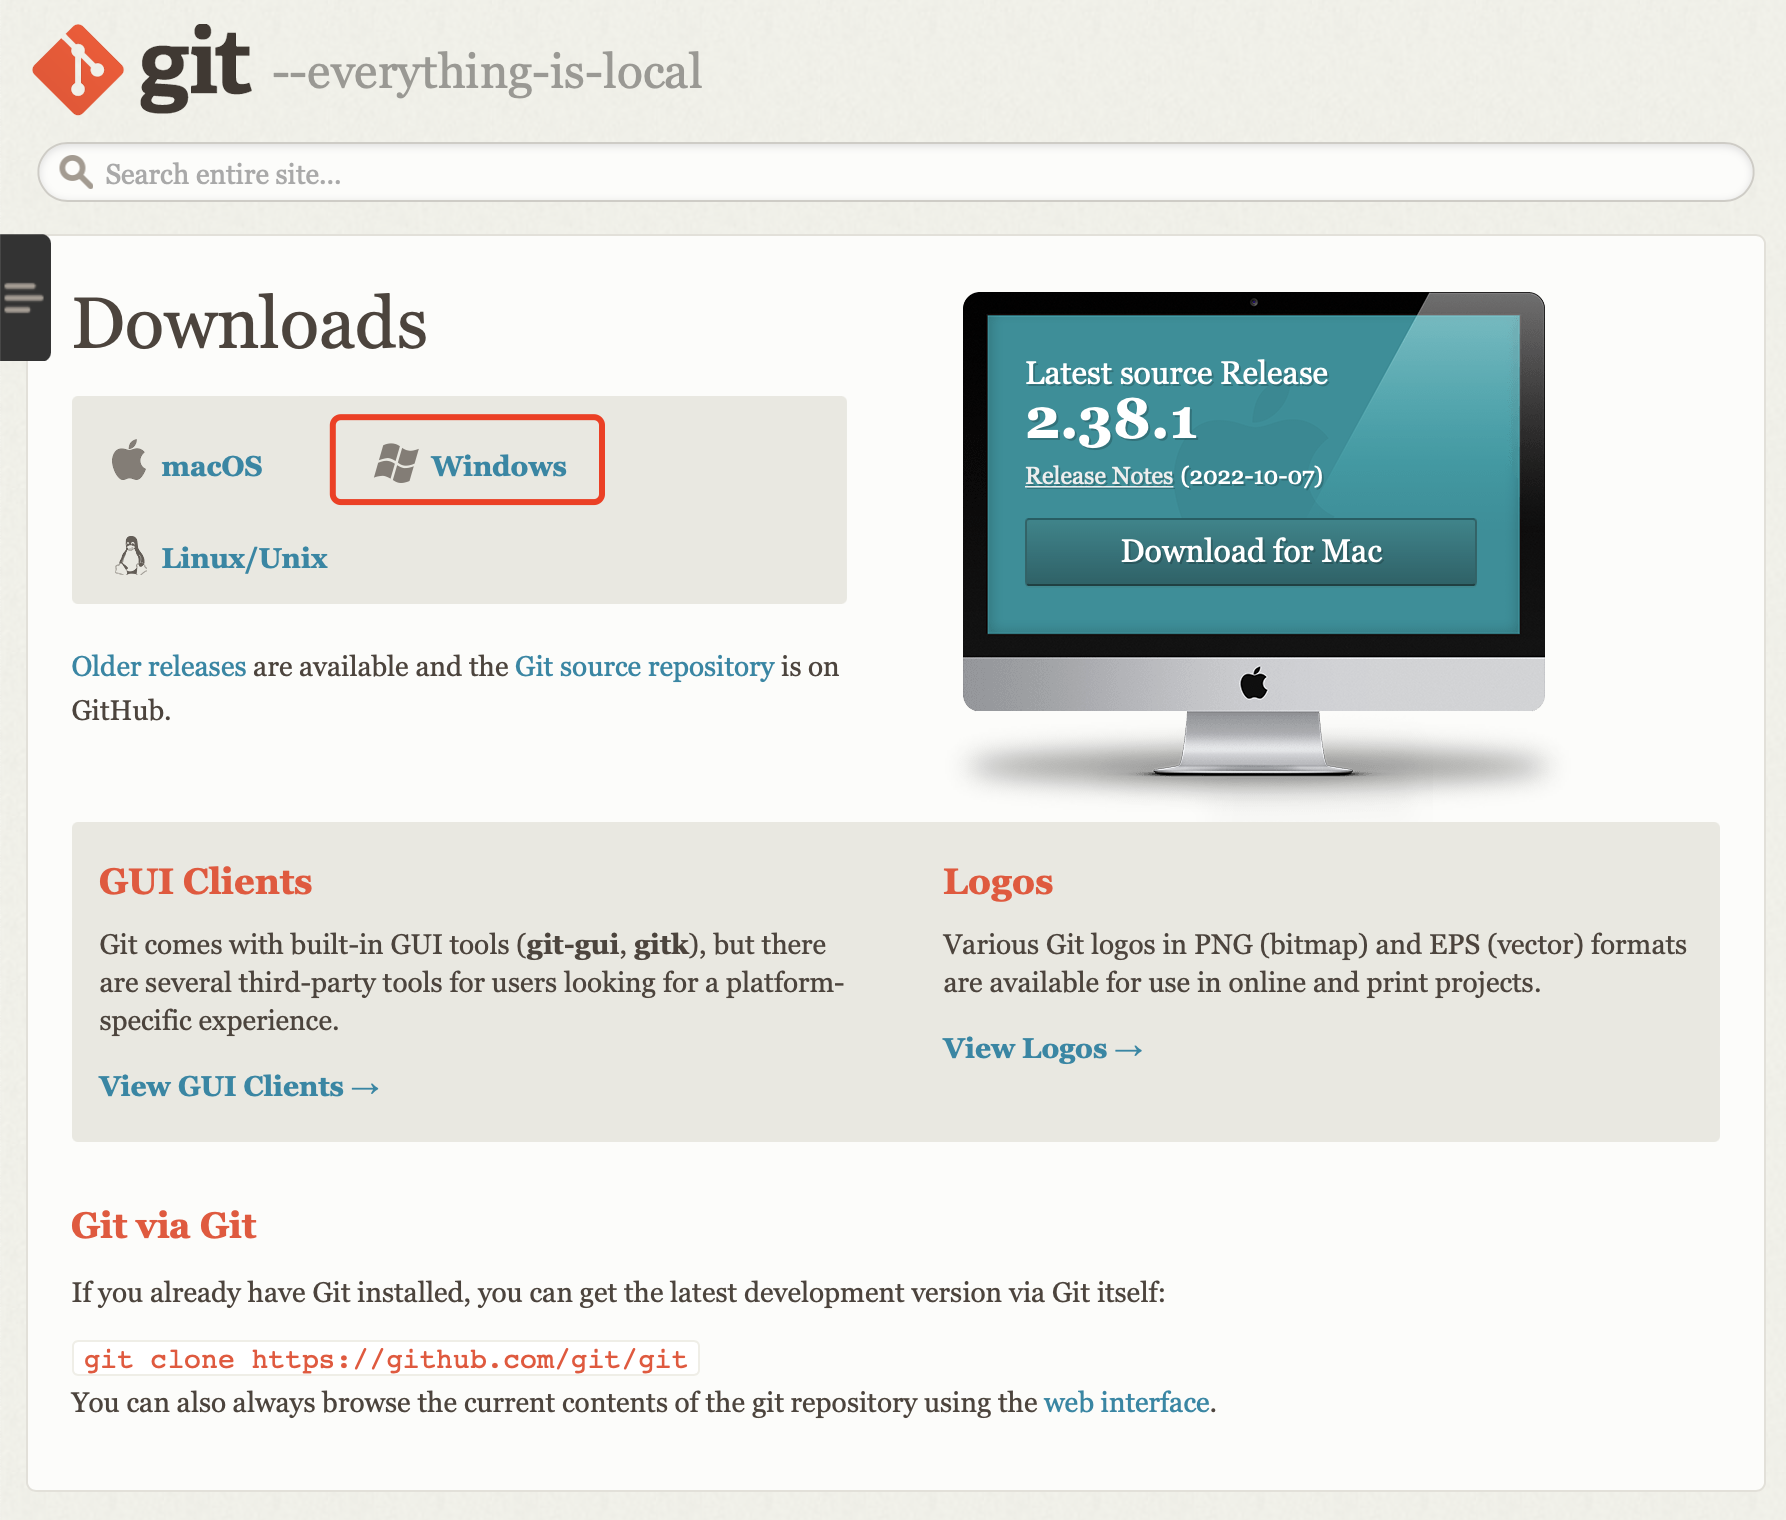 git --everything-is-local
Search entire site...
Downloads
macOS
Windows
Linux/Unix
Older releases are available and the Git source repository is on
GitHub.
Latest source Release
2.38.1
Release Notes (2022-10-07)
Download for Mac
GUI Clients
Git comes with built-in GUI tools (git-gui, gitk), but there
are several third-party tools for users looking for a platform-
specific experience.
View GUI Clients →
Logos
Various Git logos in PNG (bitmap) and EPS (vector) formats
are available for use in online and print projects.
View Logos →
Git via Git
If you already have Git installed, you can get the latest development version via Git itself:
git clone https://github.com/git/git
You can also always browse the current contents of the git repository using the web interface.